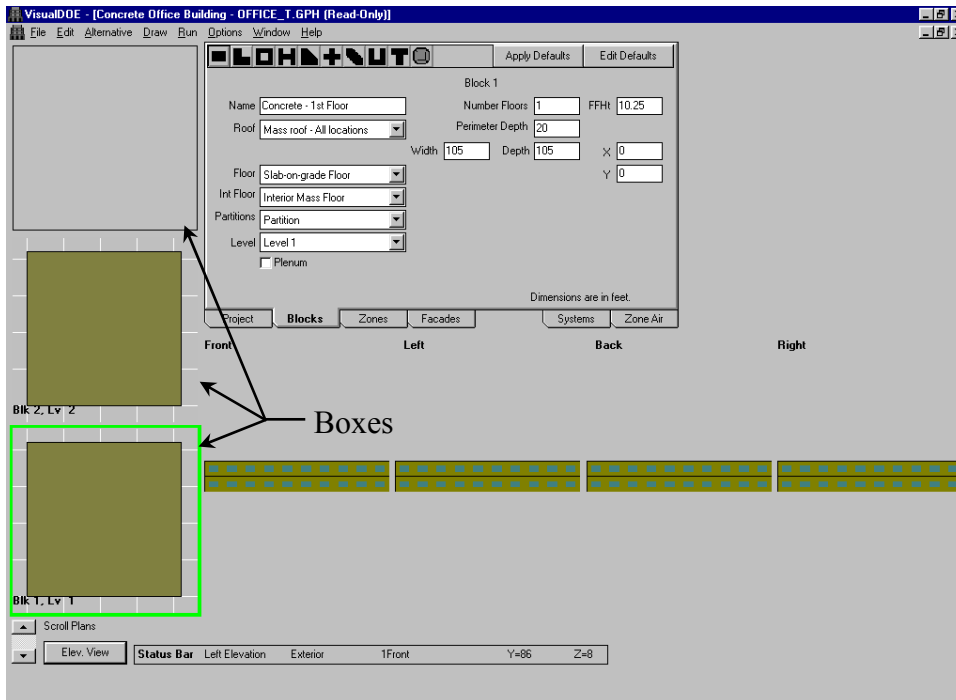 VisualDOE - [Concrete Office Building - OFFICE_T.GPH (Read-Only)]
File Edit Alternative Draw Run Options Window Help
Apply Defaults Edit Defaults
Block 1
Name Concrete - 1st Floor Number Floors 1 FFHt 10.25
Roof Mass roof - All locations Perimeter Depth 20
Width 105 Depth 105 X 0
Floor Slab-on-grade Floor Y 0
Int Floor Interior Mass Floor
Partitions Partition
Level Level 1
Plenum
Dimensions are in feet.
Project Blocks Zones Facades Systems Zone Air
Front Left Back Right
Blk 2, Lv 2
Boxes
Blk 1, Lv 1
Scroll Plans
Elev. View Status Bar Left Elevation Exterior 1Front Y=86 Z=8